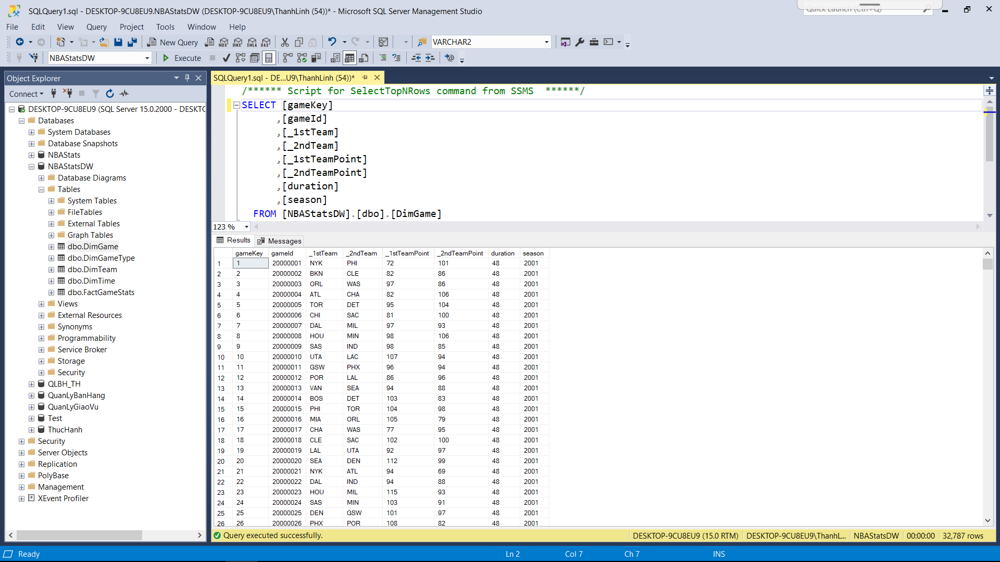 SQLQuery1.sql - DESKTOP-9CU8EU9.NBAStatsDW (DESKTOP-9CU8EU9\ThanhLinh (54))* - Microsoft SQL Server Management Studio
Quick Launch (Ctrl+Q)
File Edit View Query Project Tools Window Help
New Query MDX DMX XMLA DAX VARCHAR2
NBAStatsDW Execute
Object Explorer
Connect
DESKTOP-9CU8EU9 (SQL Server 15.0.2000 - DESKTC
Databases
System Databases
Database Snapshots
NBAStats
NBAStatsDW
Database Diagrams
Tables
System Tables
FileTables
External Tables
Graph Tables
dbo.DimGame
dbo.DimGameType
dbo.DimTeam
dbo.DimTime
dbo.FactGameStats
Views
External Resources
Synonyms
Programmability
Service Broker
Storage
Security
QLBH_TH
QuanLyBanHang
QuanLyGiaoVu
Test
ThucHanh
Security
Server Objects
Replication
PolyBase
Management
XEvent Profiler
SQLQuery1.sql - DE...U9\ThanhLinh (54))*
/****** Script for SelectTopNRows command from SSMS  ******/
SELECT [gameKey]
,[gameId]
,[_1stTeam]
,[_2ndTeam]
,[_1stTeamPoint]
,[_2ndTeamPoint]
,[duration]
,[season]
FROM [NBAStatsDW].[dbo].[DimGame]
123 %
Results Messages
gameKey gameId _1stTeam _2ndTeam _1stTeamPoint _2ndTeamPoint duration season
1 1 20000001 NYK PHI 72 101 48 2001
2 2 20000002 BKN CLE 82 86 48 2001
3 3 20000003 ORL WAS 97 86 48 2001
4 4 20000004 ATL CHA 82 106 48 2001
5 5 20000005 TOR DET 95 104 48 2001
6 6 20000006 CHI SAC 81 100 48 2001
7 7 20000007 DAL MIL 97 93 48 2001
8 8 20000008 HOU MIN 98 106 48 2001
9 9 20000009 SAS IND 98 85 48 2001
10 10 20000010 UTA LAC 107 94 48 2001
11 11 20000011 GSW PHX 96 94 48 2001
12 12 20000012 POR LAL 86 96 48 2001
13 13 20000013 VAN SEA 94 88 48 2001
14 14 20000014 BOS DET 103 83 48 2001
15 15 20000015 PHI TOR 104 98 48 2001
16 16 20000016 MIA ORL 105 79 48 2001
17 17 20000017 CHA WAS 77 95 48 2001
18 18 20000018 CLE SAC 102 100 48 2001
19 19 20000019 LAL UTA 92 97 48 2001
20 20 20000020 SEA DEN 112 99 48 2001
21 21 20000021 NYK ATL 94 69 48 2001
22 22 20000022 DAL IND 94 88 48 2001
23 23 20000023 HOU MIL 115 93 48 2001
24 24 20000024 SAS MIN 103 91 48 2001
25 25 20000025 DEN GSW 101 97 48 2001
26 26 20000026 PHX POR 108 82 48 2001
Query executed successfully. DESKTOP-9CU8EU9 (15.0 RTM) DESKTOP-9CU8EU9\ThanhL... NBAStatsDW 00:00:00 32,787 rows
Ready Ln 2 Col 7 Ch 7 INS